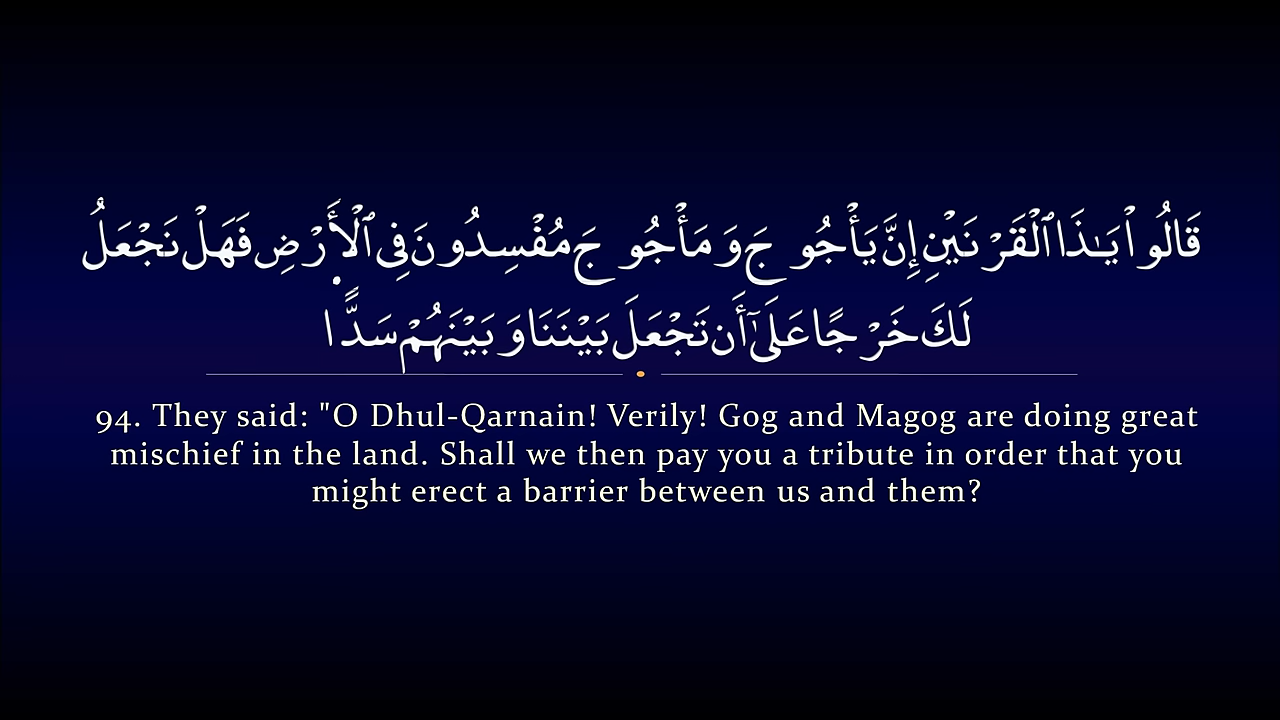 قَالُوا۟ يَـٰذَا ٱلْقَرْنَيْنِ إِنَّ يَأْجُوجَ وَمَأْجُوجَ مُفْسِدُونَ فِى ٱلْأَرْضِ فَهَلْ نَجْعَلُ
لَكَ خَرْجًا عَلَىٰٓ أَن تَجْعَلَ بَيْنَنَا وَبَيْنَهُمْ سَدًّا
94. They said: "O Dhul-Qarnain! Verily! Gog and Magog are doing great
mischief in the land. Shall we then pay you a tribute in order that you
might erect a barrier between us and them?